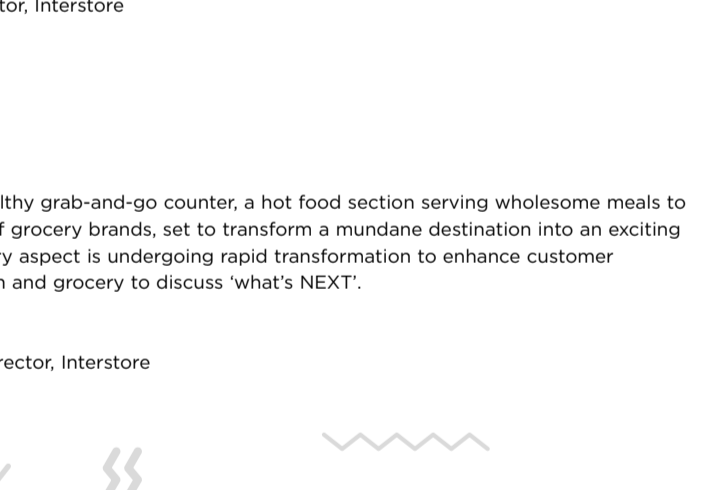 tor, Interstore
lthy grab-and-go counter, a hot food section serving wholesome meals to
f grocery brands, set to transform a mundane destination into an exciting
y aspect is undergoing rapid transformation to enhance customer
n and grocery to discuss ‘what’s NEXT’.
rector, Interstore